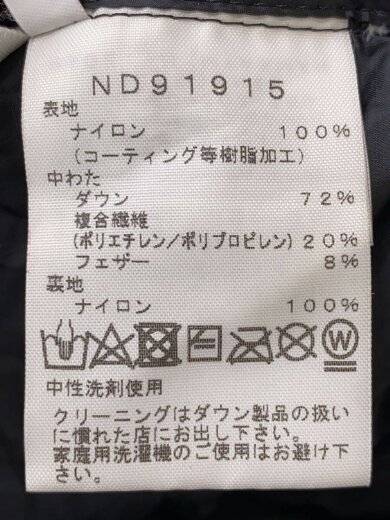 ND91915
表地
ナイロン 100%
(コーティング等樹脂加工)
中わた
ダウン 72%
複合繊維
(ポリエチレン/ポリプロピレン) 20%
フェザー 8%
裏地
ナイロン 100%
W
中性洗剤使用
クリーニングはダウン製品の扱い
に慣れた店にお出し下さい。
家庭用洗濯機のご使用はお避け下
さい。